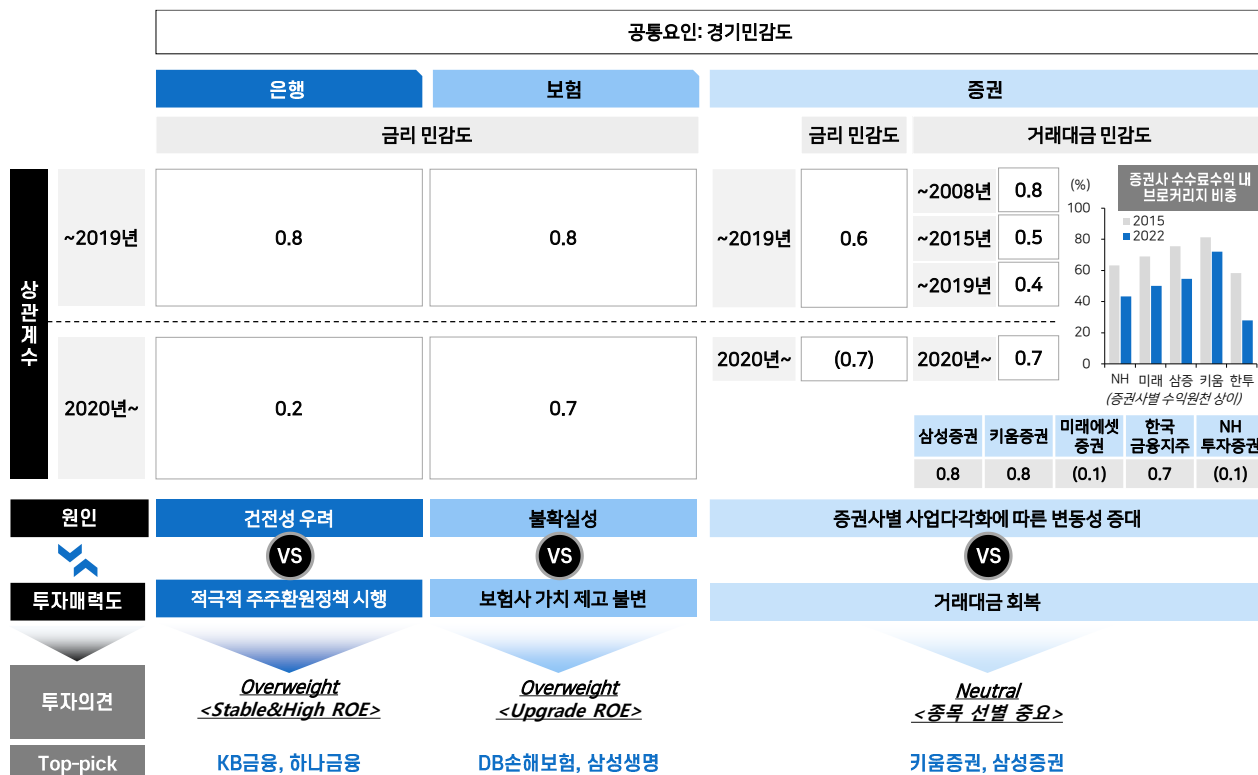 공통요인: 경기민감도
은행
보험
증권
금리 민감도
금리 민감도
거래대금 민감도
상관계수
~2019년
0.8
0.8
~2019년
0.6
~2008년
0.8
~2015년
0.5
~2019년
0.4
2020년~
0.2
0.7
2020년~
(0.7)
2020년~
0.7
증권사 수수료수익 내
브로커리지 비중
(%)
100
80
60
40
20
0
2015
2022
NH 미래 삼증 키움 한투
(증권사별 수익원천 상이)
삼성증권 키움증권 미래에셋 한국 NH
증권 금융지주 투자증권
0.8 0.8 (0.1) 0.7 (0.1)
원인
건전성 우려
불확실성
증권사별 사업다각화에 따른 변동성 증대
VS
VS
VS
투자매력도
적극적 주주환원정책 시행
보험사 가치 제고 불변
거래대금 회복
투자의견
Overweight
<Stable&High ROE>
Overweight
<Upgrade ROE>
Neutral
<종목 선별 중요>
Top-pick
KB금융, 하나금융
DB손해보험, 삼성생명
키움증권, 삼성증권